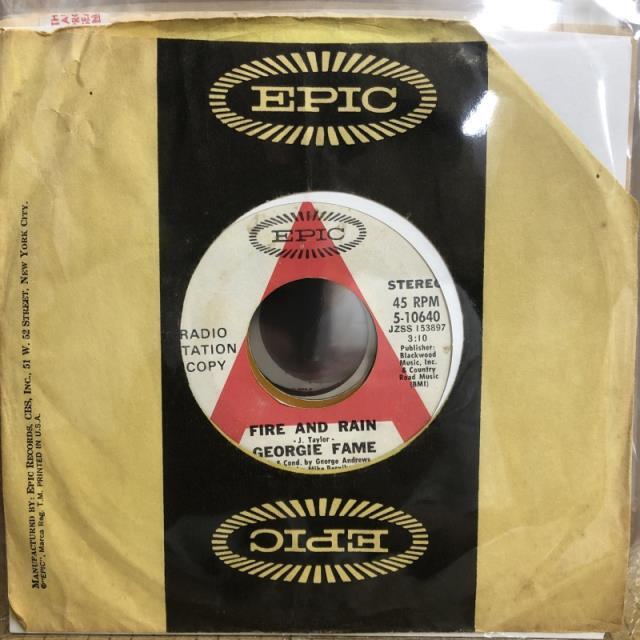 EPIC
EPIC
STEREO
45 RPM
5-10640
JZSS 153897
3:10
Publisher:
Blackwood
Music, Inc.
& Country
Road Music
(BMI)
RADIO
TATION
COPY
FIRE AND RAIN
- J. Taylor -
GEORGIE FAME
& Cond. by George Andrews
EPIC
MANUFACTURED BY: EPIC RECORDS, CBS, INC., 51 W. 52 STREET, NEW YORK CITY.
©"EPIC", Marca Reg. T.M. PRINTED IN U.S.A.